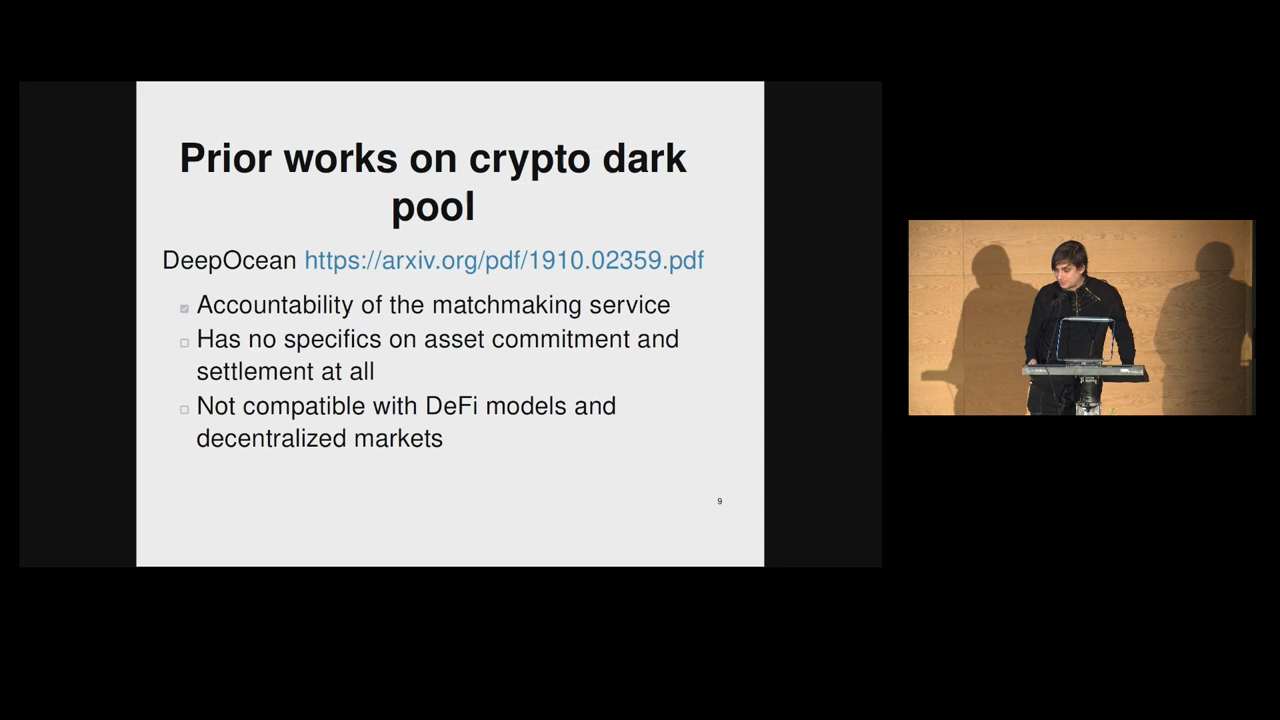 Prior works on crypto dark
pool
DeepOcean https://arxiv.org/pdf/1910.02359.pdf
Accountability of the matchmaking service
Has no specifics on asset commitment and
settlement at all
Not compatible with DeFi models and
decentralized markets
9